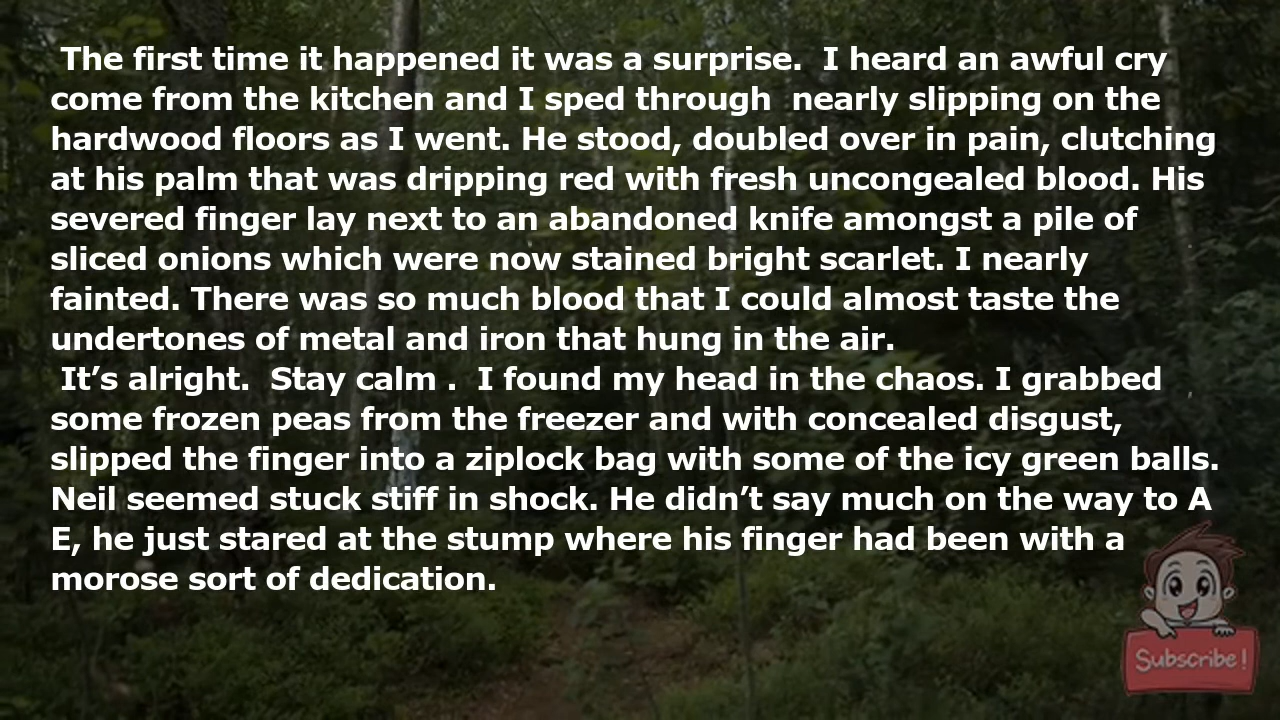 The first time it happened it was a surprise.  I heard an awful cry
come from the kitchen and I sped through  nearly slipping on the
hardwood floors as I went. He stood, doubled over in pain, clutching
at his palm that was dripping red with fresh uncongealed blood. His
severed finger lay next to an abandoned knife amongst a pile of
sliced onions which were now stained bright scarlet. I nearly
fainted. There was so much blood that I could almost taste the
undertones of metal and iron that hung in the air.
It’s alright.  Stay calm .  I found my head in the chaos. I grabbed
some frozen peas from the freezer and with concealed disgust,
slipped the finger into a ziplock bag with some of the icy green balls.
Neil seemed stuck stiff in shock. He didn’t say much on the way to A
E, he just stared at the stump where his finger had been with a
morose sort of dedication.
Subscribe!